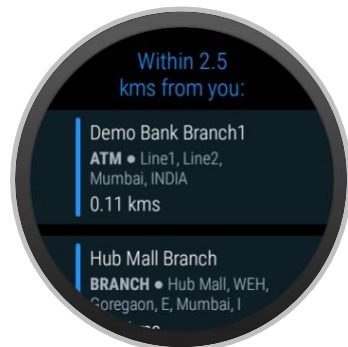 Within 2.5
kms from you:
Demo Bank Branch1
ATM ● Line1, Line2,
Mumbai, INDIA
0.11 kms
Hub Mall Branch
BRANCH ● Hub Mall, WEH,
Goregaon, E, Mumbai, I